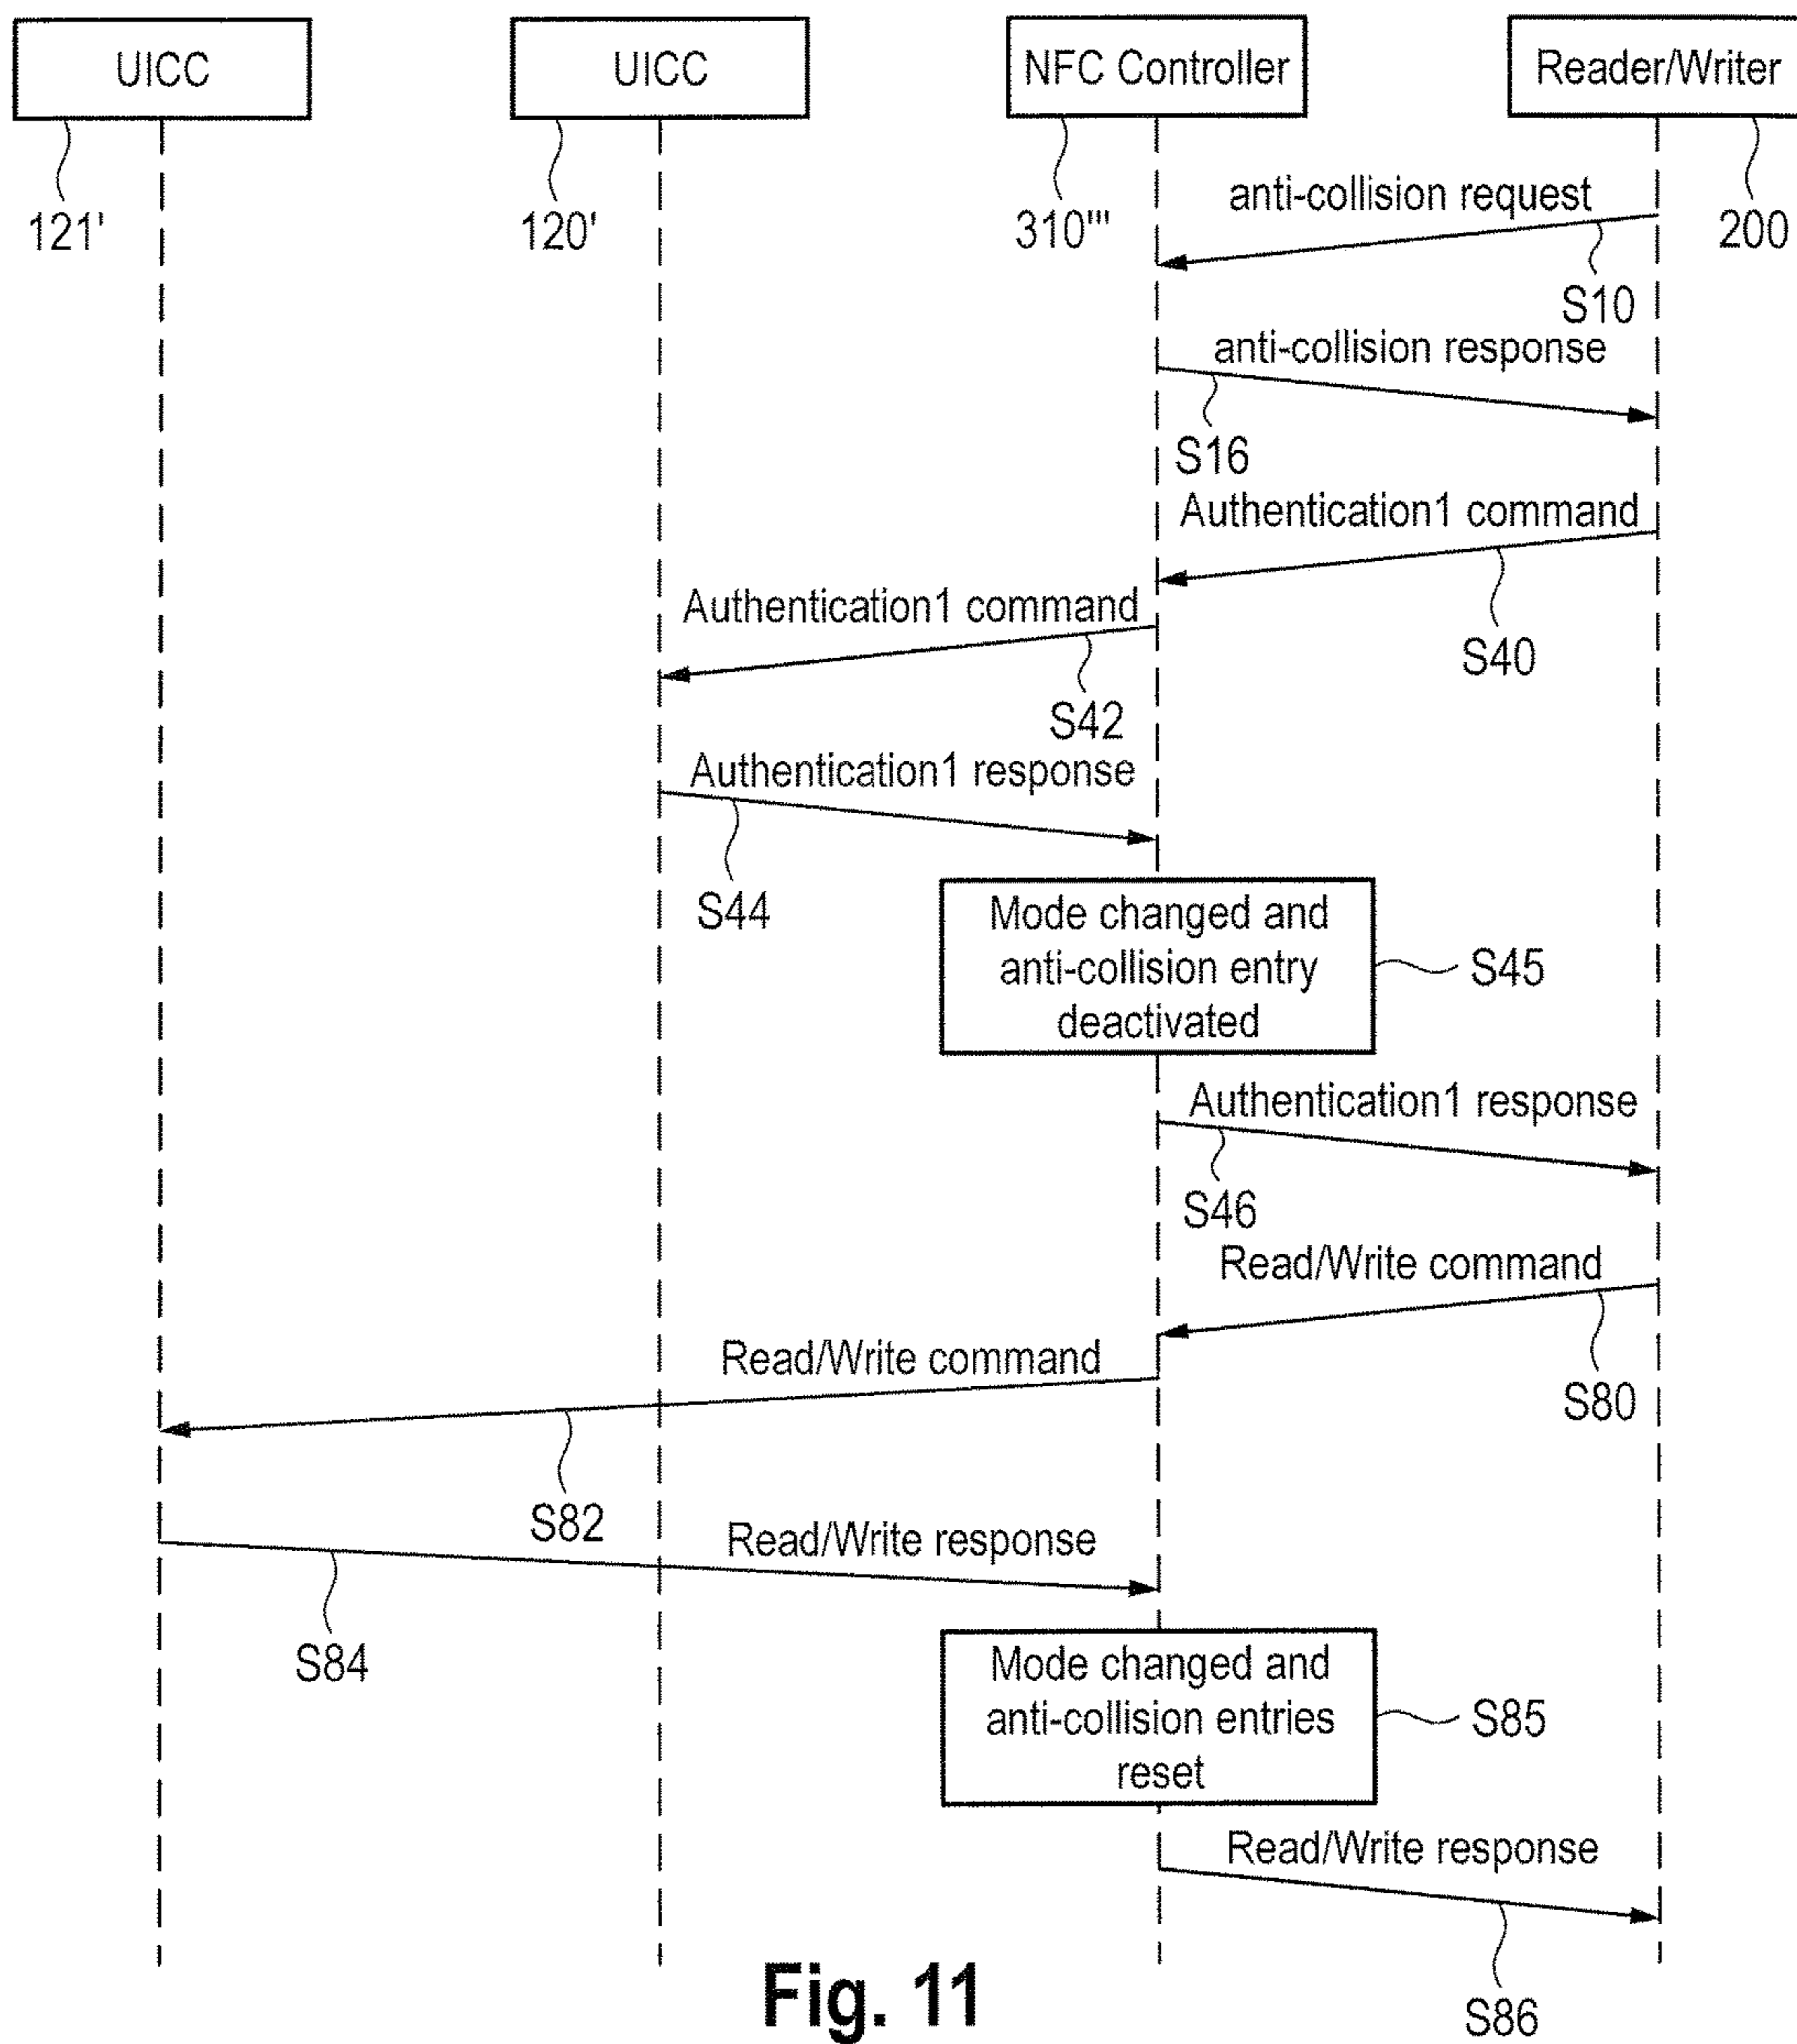 UICC
UICC
NFC Controller
Reader/Writer
121'
120'
310'''
200
anti-collision request
S10
anti-collision response
S16
Authentication1 command
S40
Authentication1 command
S42
Authentication1 response
S44
Mode changed and
anti-collision entry
deactivated
S45
Authentication1 response
S46
Read/Write command
S80
Read/Write command
S82
Read/Write response
S84
Mode changed and
anti-collision entries
reset
S85
Read/Write response
S86
Fig. 11